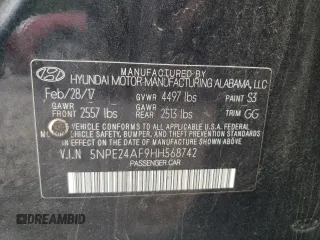 MANUFACTURED BY
HYUNDAI MOTOR MANUFACTURING ALABAMA, LLC
Feb/28/17 GVWR 4497 lbs PAINT S3
GAWR FRONT 2557 lbs GAWR REAR 2513 lbs TRIM GG
THIS VEHICLE CONFORMS TO ALL APPLICABLE
FEDERAL MOTOR VEHICLE SAFETY, BUMPER,
AND THEFT PREVENTION STANDARDS IN EFFECT ON
THE DATE OF MANUFACTURE SHOWN ABOVE.
V.I.N 5NPE24AF9HH568742
PASSENGER CAR
© DriveBidMD